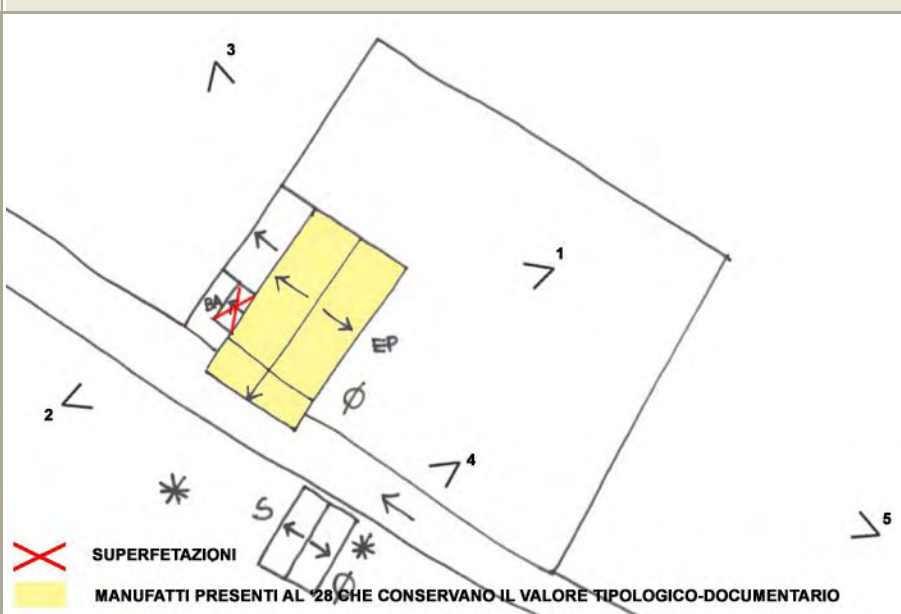 3
1
BA
EP
Ø
2
4
S
5
Ø
SUPERFETAZIONI
MANUFATTI PRESENTI AL '28 CHE CONSERVANO IL VALORE TIPOLOGICO-DOCUMENTARIO